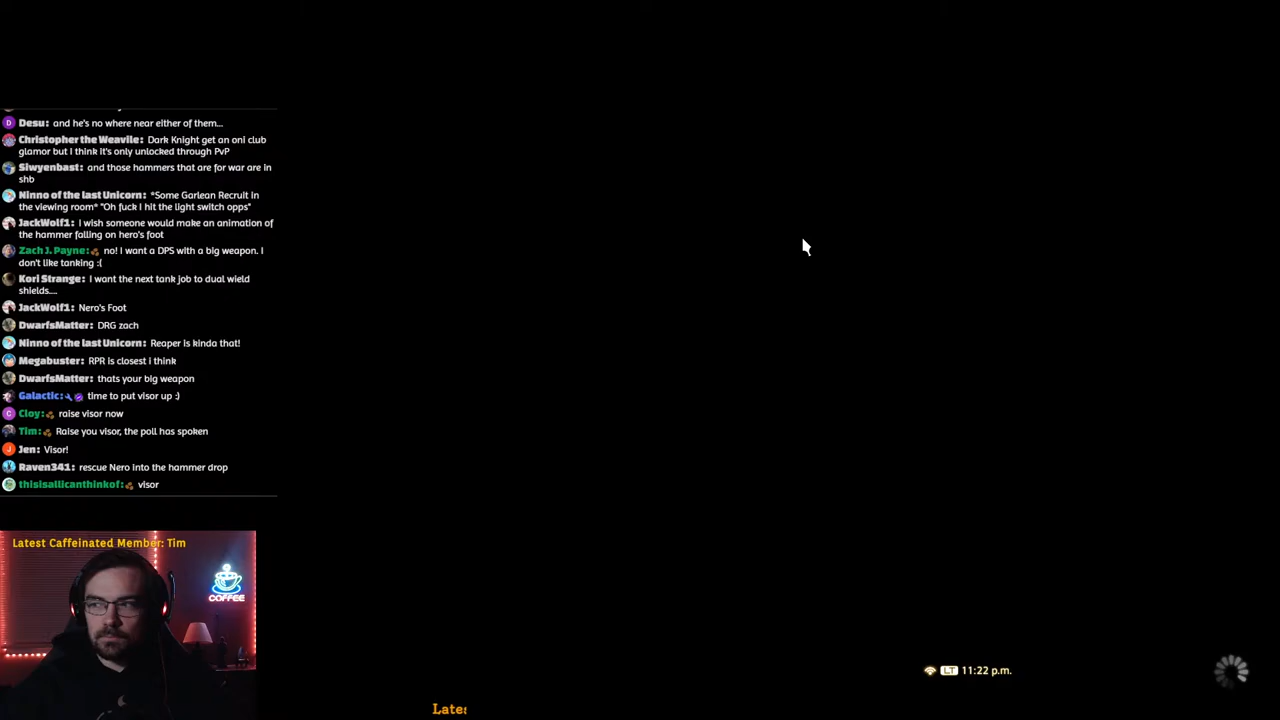 Desu: and he's no where near either of them...
Christopher the Weavile: Dark Knight get an oni club
glamor but i think it's only unlocked through PvP
Siwyenbast: and those hammers that are for war are in
shb
Ninno of the last Unicorn: *Some Garlean Recruit in
the viewing room* "Oh fuck I hit the light switch opps"
JackWolf1: I wish someone would make an animation of
the hammer falling on hero's foot
Zach J. Payne: no! I want a DPS with a big weapon. I
don't like tanking :(
Kori Strange: I want the next tank job to dual wield
shields....
JackWolf1: Nero's Foot
DwarfsMatter: DRG zach
Ninno of the last Unicorn: Reaper is kinda that!
Megabuster: RPR is closest i think
DwarfsMatter: thats your big weapon
Galactic: time to put visor up :)
Cloy: raise visor now
Tim: Raise you visor, the poll has spoken
Jen: Visor!
Raven341: rescue Nero into the hammer drop
thisisallicanthinkof: visor
Latest Caffeinated Member: Tim
COFFEE
LT 11:22 p.m.
Lates